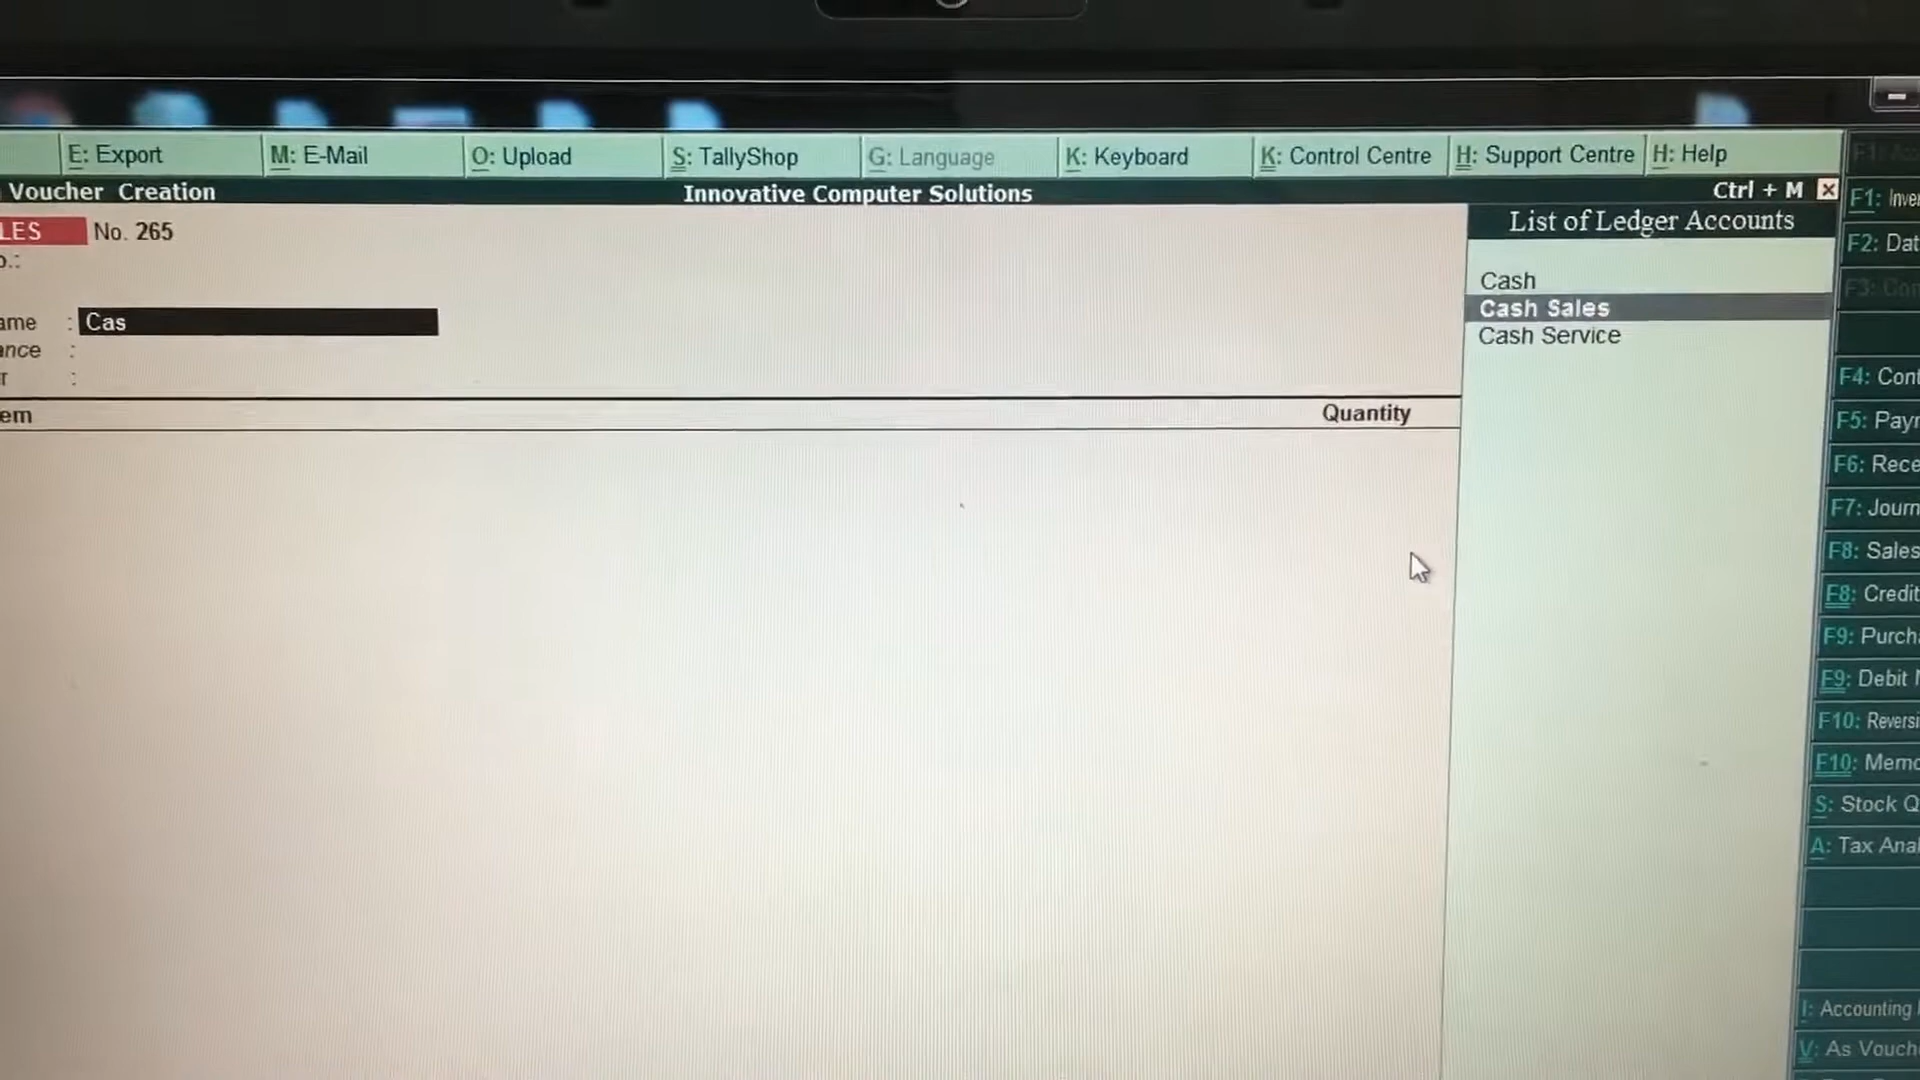 E: Export M: E-Mail O: Upload S: TallyShop G: Language K: Keyboard K: Control Centre H: Support Centre H: Help
Voucher Creation Innovative Computer Solutions Ctrl + M
LES No. 265
o.:
ame : Cas
ance :
r :
em Quantity
List of Ledger Accounts
Cash
Cash Sales
Cash Service
F1: Inve
F2: Dat
F3: Con
F4: Cont
F5: Paym
F6: Rece
F7: Journ
F8: Sales
F8: Credit
F9: Purch
F9: Debit
F10: Reversi
F10: Memo
S: Stock Q
A: Tax Anal
I: Accounting
V: As Vouch